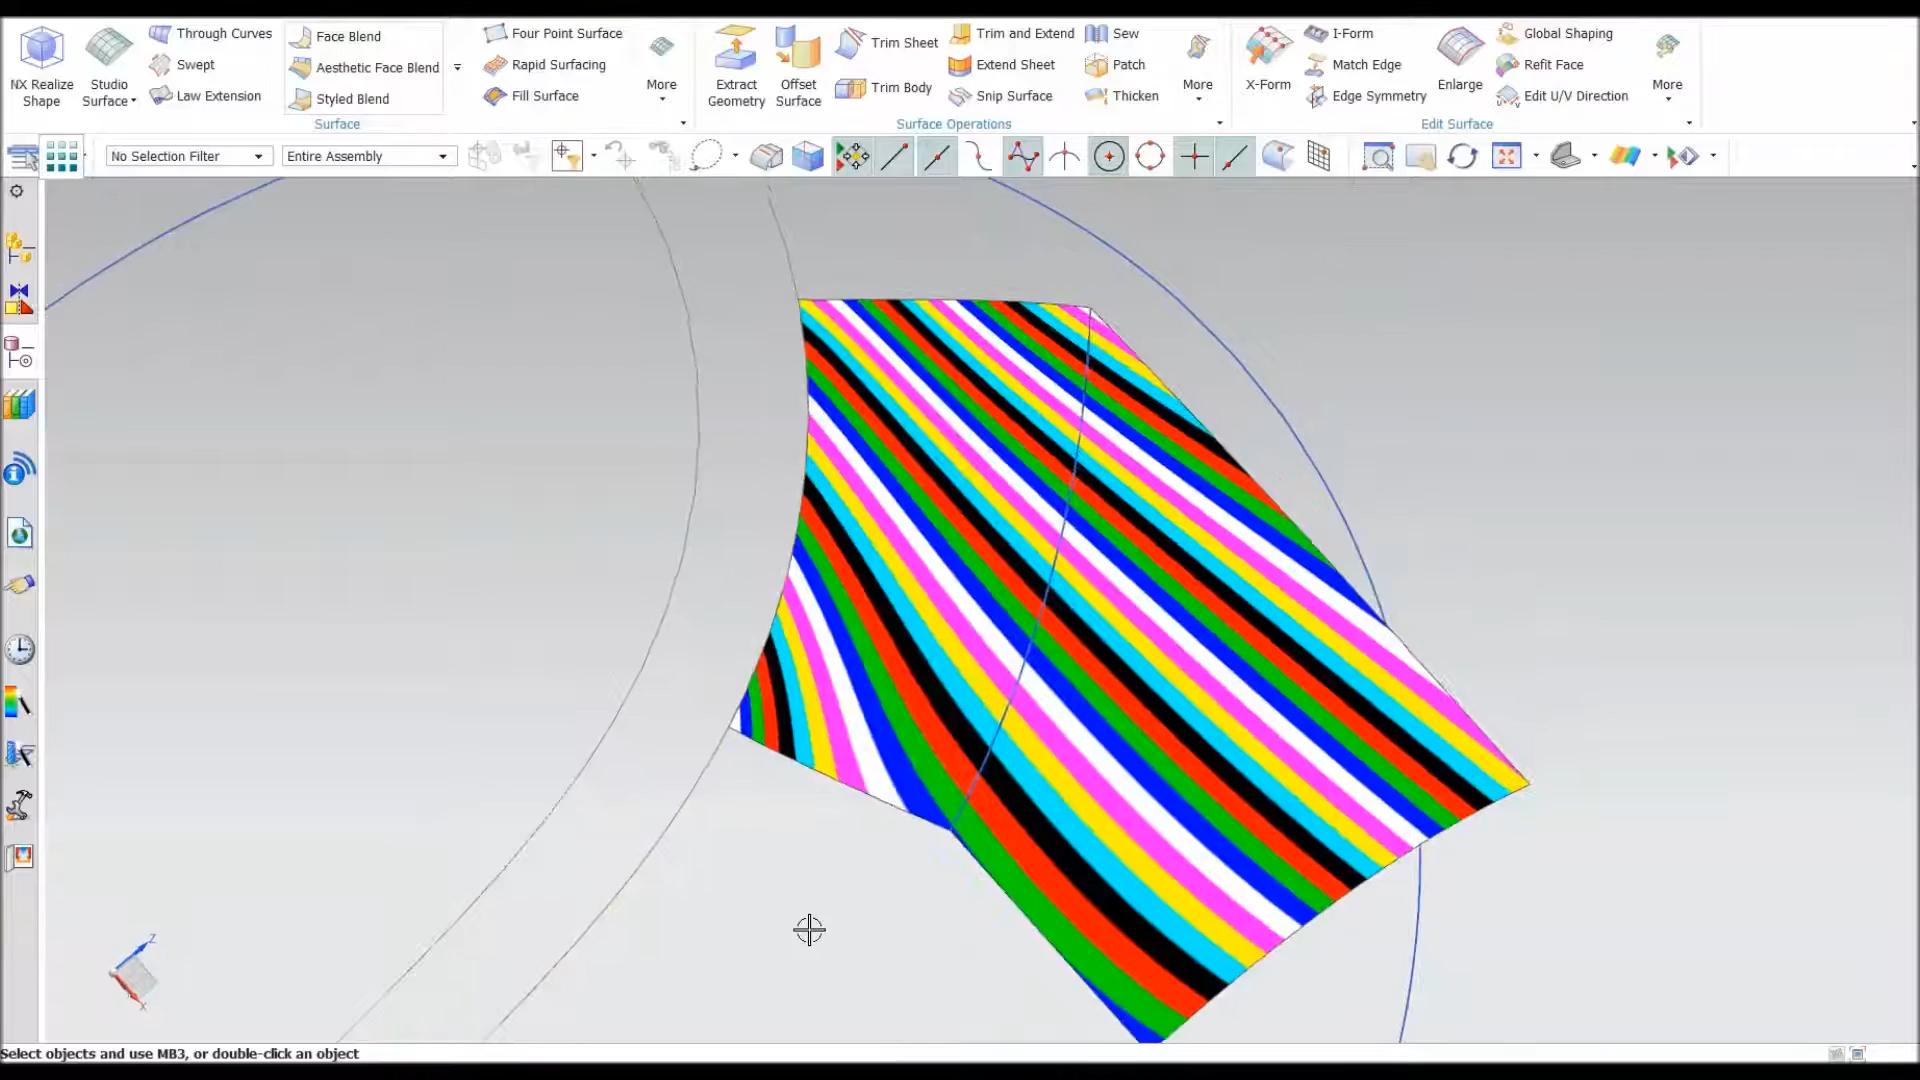 NX Realize Shape
Studio Surface
Through Curves
Swept
Law Extension
Face Blend
Aesthetic Face Blend
Styled Blend
Four Point Surface
Rapid Surfacing
Fill Surface
More
Surface
Extract Geometry
Offset Surface
Trim Sheet
Trim Body
Trim and Extend
Extend Sheet
Snip Surface
Sew
Patch
Thicken
More
Surface Operations
X-Form
I-Form
Match Edge
Edge Symmetry
Enlarge
Global Shaping
Refit Face
Edit U/V Direction
More
Edit Surface
No Selection Filter
Entire Assembly
Z
X
Select objects and use MB3, or double-click an object